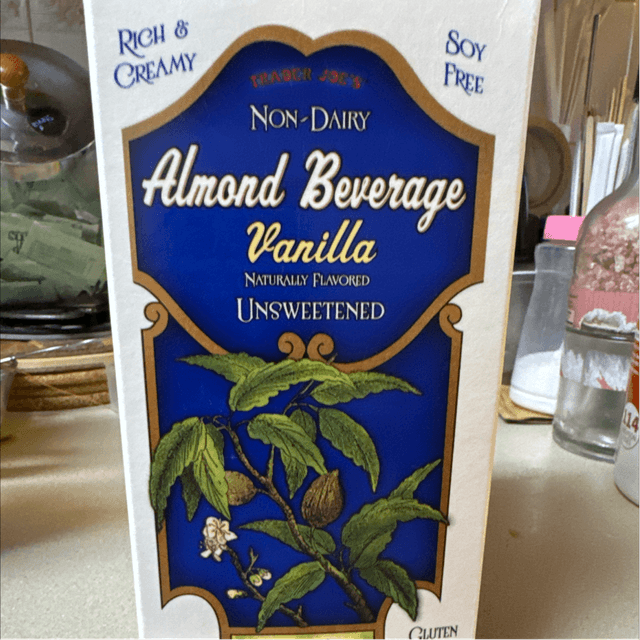 RICH &
CREAMY
SOY
FREE
TRADER JOE'S
NON-DAIRY
Almond Beverage
Vanilla
NATURALLY FLAVORED
UNSWEETENED
GLUTEN